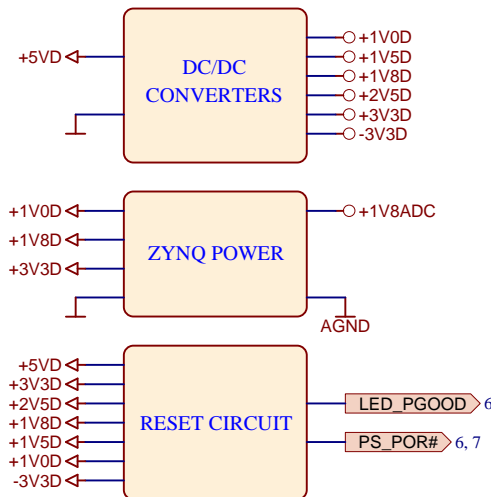 +1V0D
+5VD
DC/DC
CONVERTERS
+1V5D
+1V8D
+2V5D
+3V3D
-3V3D
+1V0D
+1V8D
+3V3D
ZYNQ POWER
+1V8ADC
AGND
+5VD
+3V3D
+2V5D
+1V8D
+1V5D
+1V0D
-3V3D
RESET CIRCUIT
LED_PGOOD 6
PS_POR# 6, 7